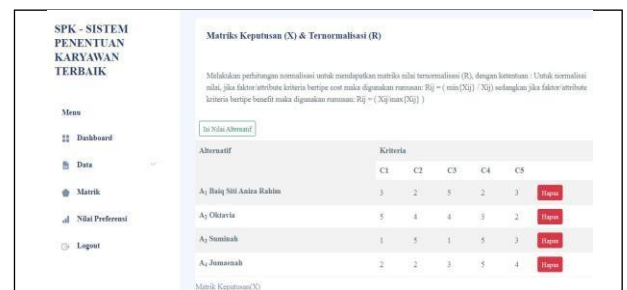 SPK - SISTEM
PENENTUAN
KARYAWAN
TERBAIK
Menu
Dashboard
Data
Matrik
Nilai Preferensi
Logout
Matriks Keputusan (X) & Ternormalisasi (R)
Melakukan perhitungan normalisasi untuk mendapatkan matriks nilai ternormalisasi (R), dengan ketentuan : Untuk normalisai
nilai, jika faktor/attribute kriteria bertipe cost maka digunakan rumusan: Rij = ( min{Xij} / Xij) sedangkan jika faktor/attribute
kriteria bertipe benefit maka digunakan rumusan: Rij = ( Xij/max{Xij} )
Isi Nilai Alternatif
Alternatif Kriteria
C1 C2 C3 C4 C5
A1 Baiq Siti Aniza Rahim 3 2 5 2 3 Hapus
A2 Oktavia 5 4 4 3 2 Hapus
A3 Suminah 1 5 1 5 3 Hapus
A4 Jumaenah 2 2 3 5 4 Hapus
Matrik Keputusan(X)